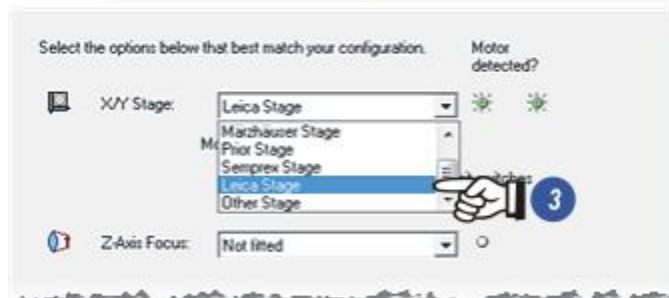 Select the options below that best match your configuration.
Motor
detected?
X/Y Stage:
Leica Stage
Marzhäuser Stage
Prior Stage
Semprex Stage
Leica Stage
Other Stage
3
Z-Axis Focus:
Not fitted